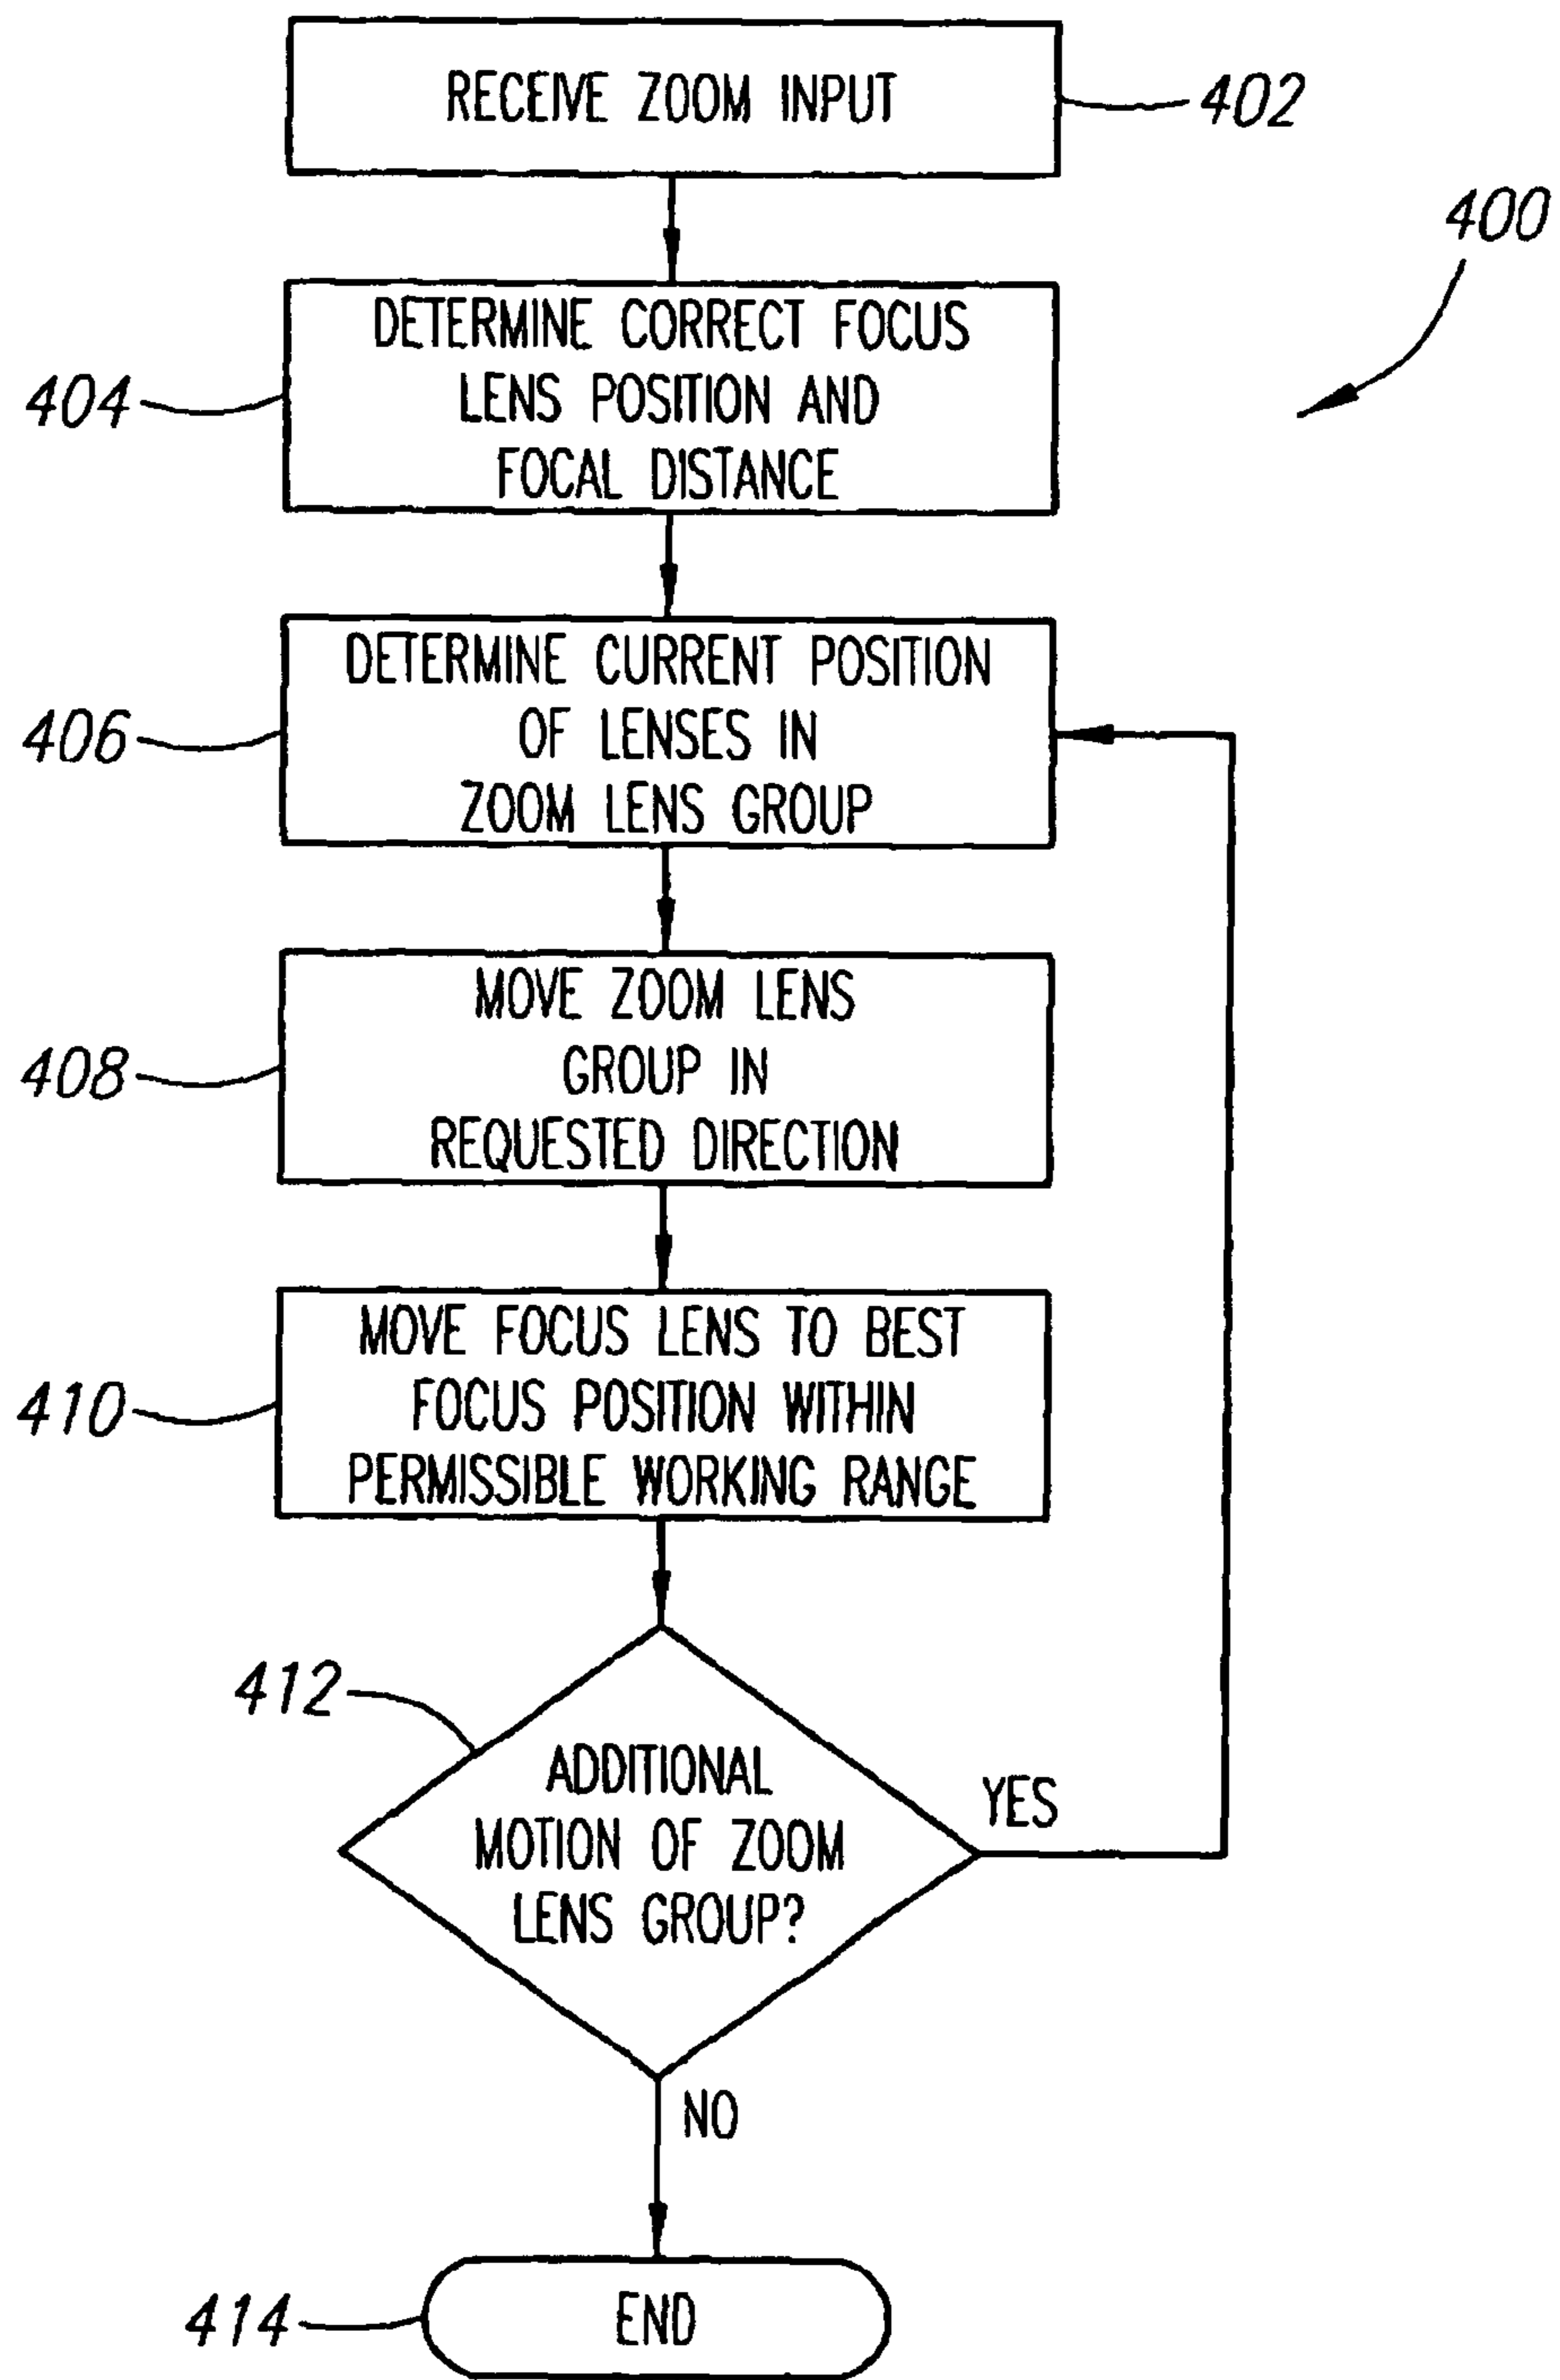 RECEIVE ZOOM INPUT
402
400
DETERMINE CORRECT FOCUS
LENS POSITION AND
FOCAL DISTANCE
404
DETERMINE CURRENT POSITION
OF LENSES IN
ZOOM LENS GROUP
406
MOVE ZOOM LENS
GROUP IN
REQUESTED DIRECTION
408
MOVE FOCUS LENS TO BEST
FOCUS POSITION WITHIN
PERMISSIBLE WORKING RANGE
410
412
ADDITIONAL
MOTION OF ZOOM
LENS GROUP?
YES
NO
414
END